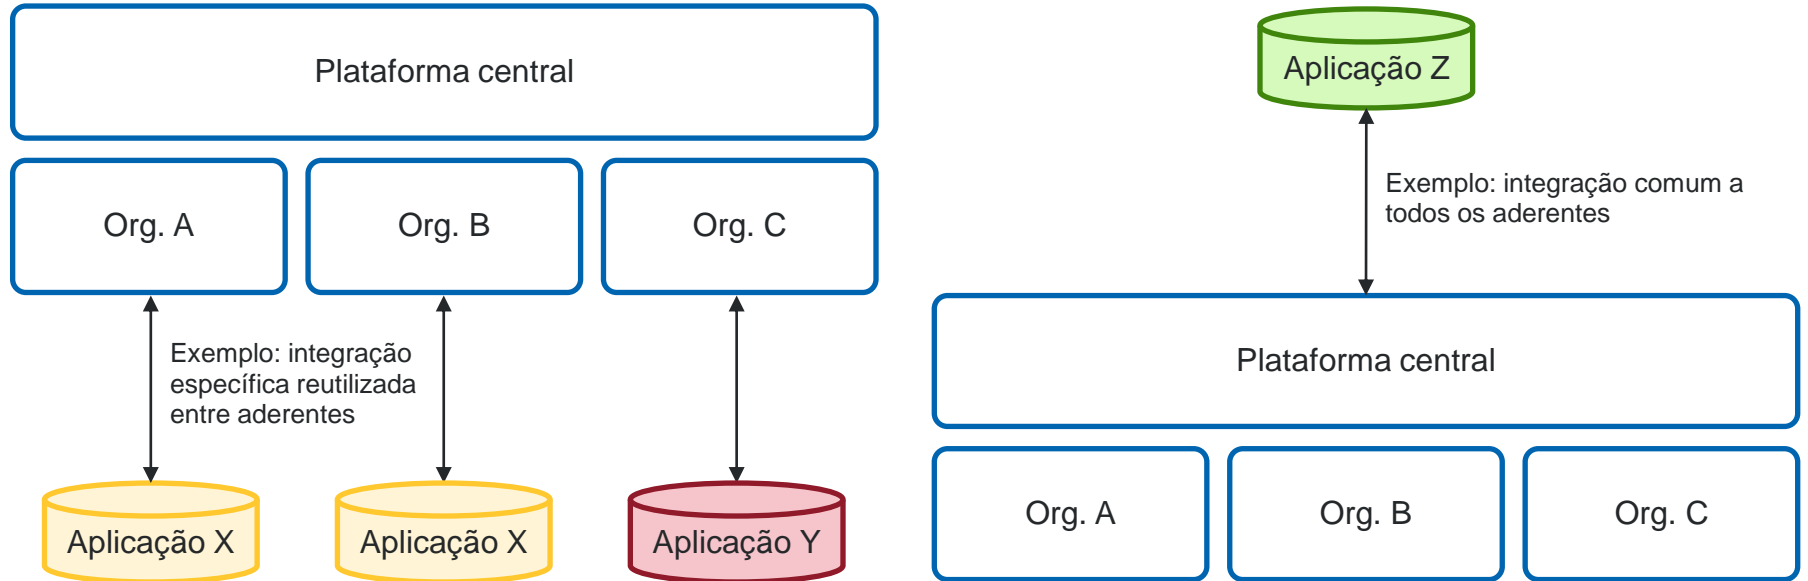 Plataforma central
Org. A
Org. B
Org. C
Exemplo: integração
específica reutilizada
entre aderentes
Aplicação X
Aplicação X
Aplicação Y
Aplicação Z
Exemplo: integração comum a
todos os aderentes
Plataforma central
Org. A
Org. B
Org. C